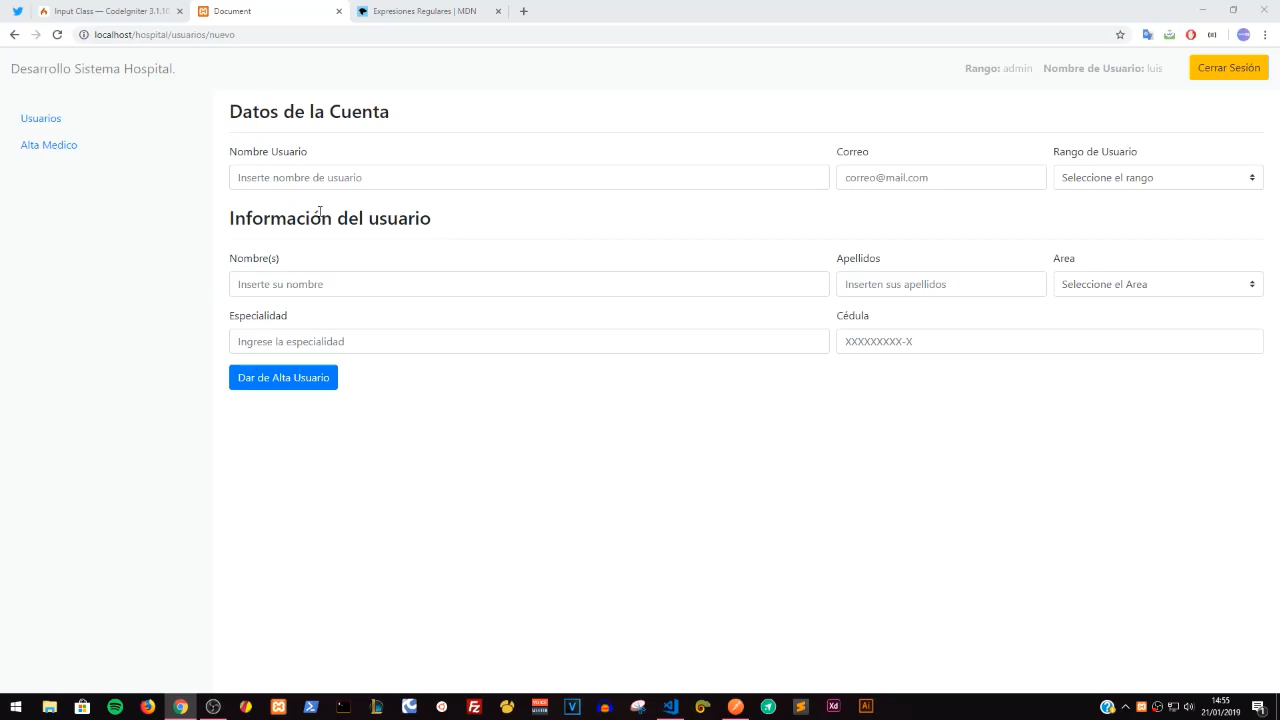 Input Class — CodeIgniter 3.1.10
Document
Expresiones Regulares | MDN
localhost/hospital/usuarios/nuevo
Desarrollo Sistema Hospital.
Rango: admin
Nombre de Usuario: luis
Cerrar Sesión
Usuarios
Alta Medico
Datos de la Cuenta
Nombre Usuario
Correo
Rango de Usuario
Inserte nombre de usuario
correo@mail.com
Seleccione el rango
Información del usuario
Nombre(s)
Apellidos
Area
Inserte su nombre
Inserten sus apellidos
Seleccione el Area
Especialidad
Cédula
Ingrese la especialidad
XXXXXXXXX-X
Dar de Alta Usuario
Xd
Ai
14:55
21/01/2019